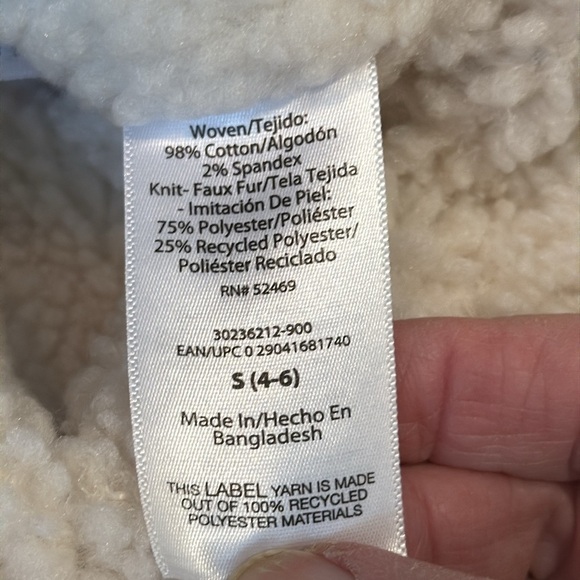 Woven/Tejido:
98% Cotton/Algodón
2% Spandex
Knit- Faux Fur/Tela Tejida
- Imitación De Piel:
75% Polyester/Poliéster
25% Recycled Polyester/
Poliéster Reciclado
RN# 52469
30236212-900
EAN/UPC 0 29041681740
S (4-6)
Made In/Hecho En
Bangladesh
THIS LABEL YARN IS MADE
OUT OF 100% RECYCLED
POLYESTER MATERIALS